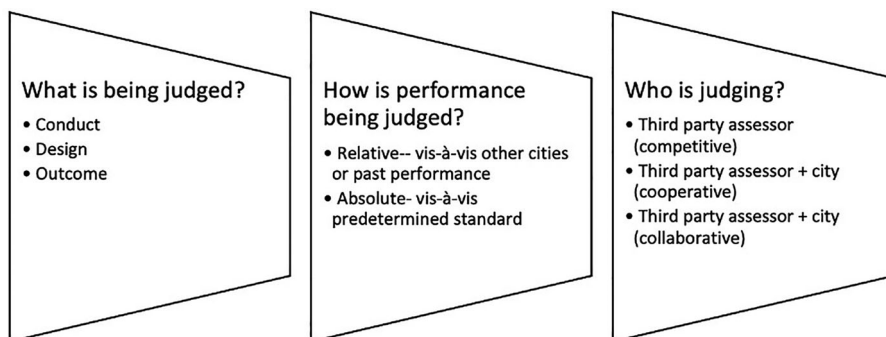 What is being judged?
• Conduct
• Design
• Outcome
How is performance
being judged?
• Relative-- vis-à-vis other cities
or past performance
• Absolute- vis-à-vis
predetermined standard
Who is judging?
• Third party assessor
(competitive)
• Third party assessor + city
(cooperative)
• Third party assessor + city
(collaborative)